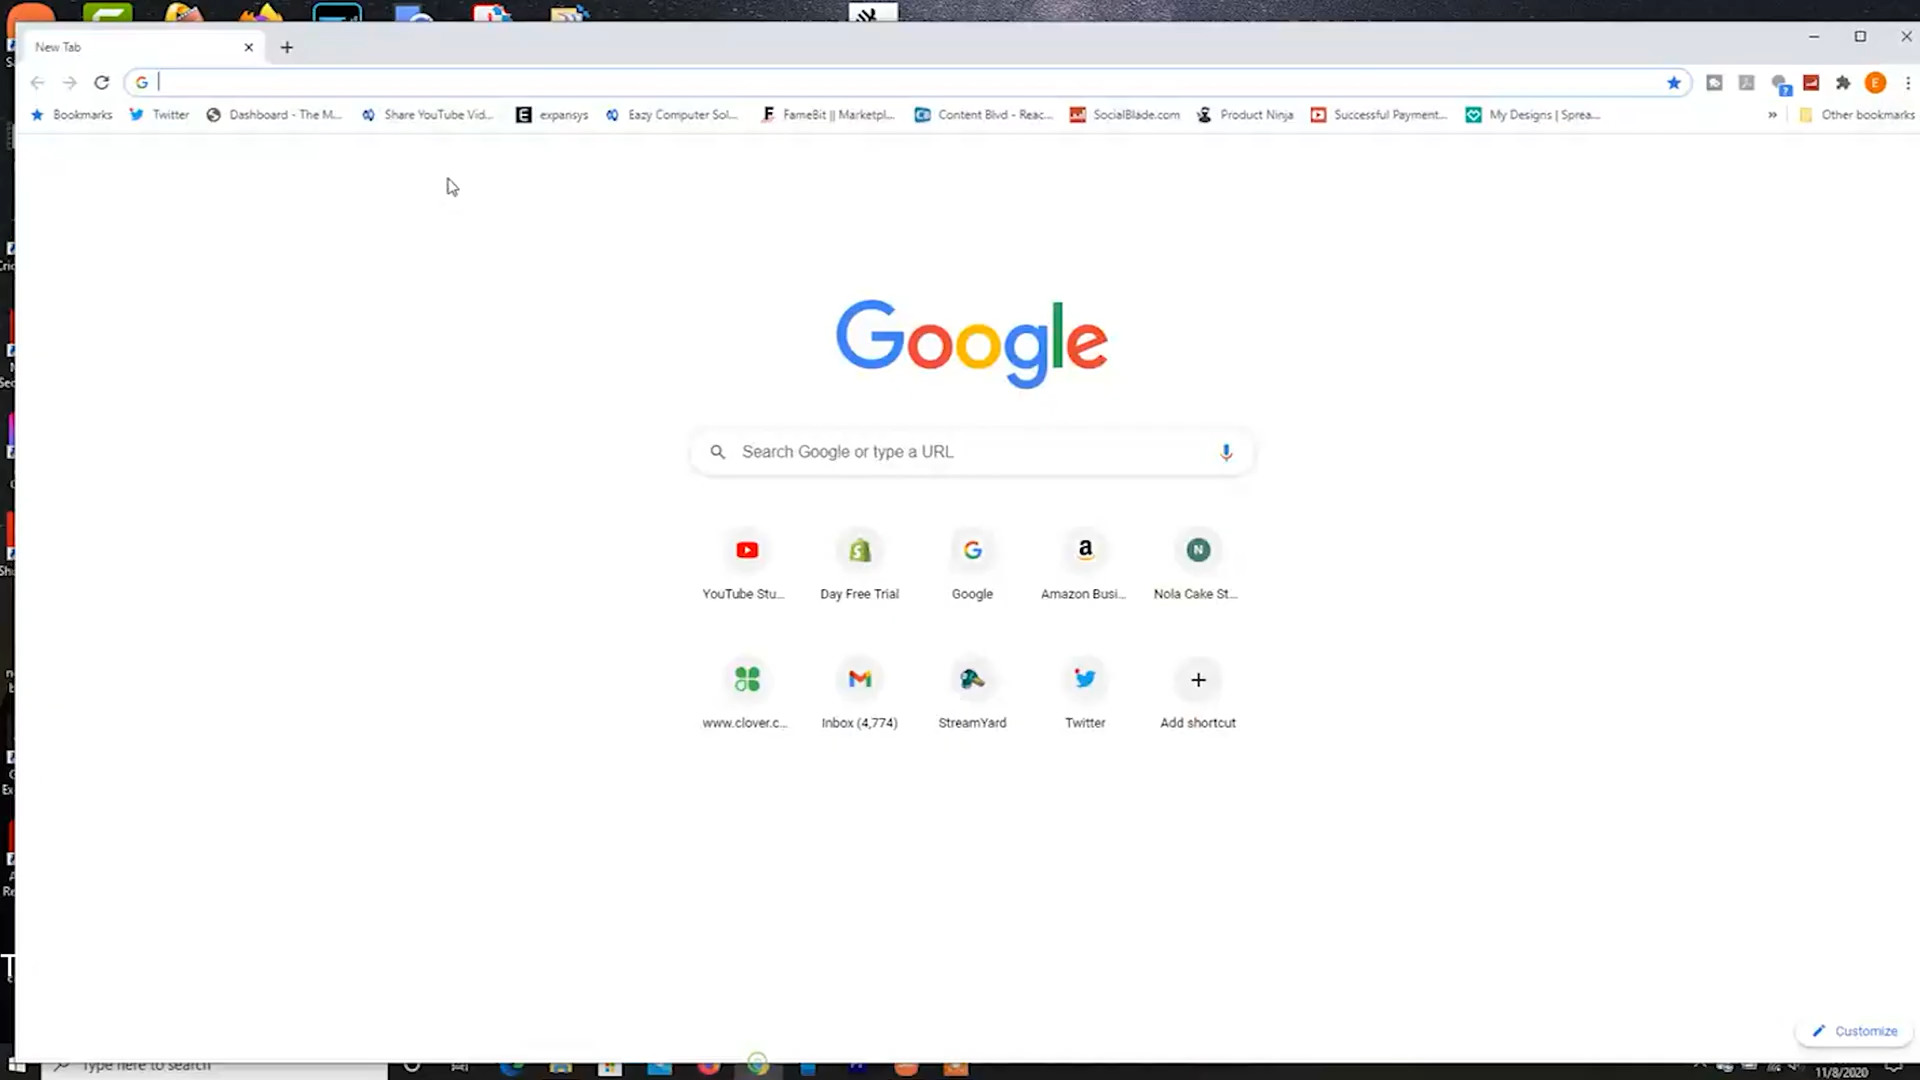 New Tab
Bookmarks Twitter Dashboard - The M... Share YouTube Vid... expansys Eazy Computer Sol... FameBit || Marketpl... Content Blvd - Reac... SocialBlade.com Product Ninja Successful Payment... My Designs | Sprea... » Other bookmarks
Google
Search Google or type a URL
YouTube Stu... Day Free Trial Google Amazon Busi... Nola Cake St...
www.clover.c... Inbox (4,774) StreamYard Twitter Add shortcut
Customize
Type here to search
11/8/2020